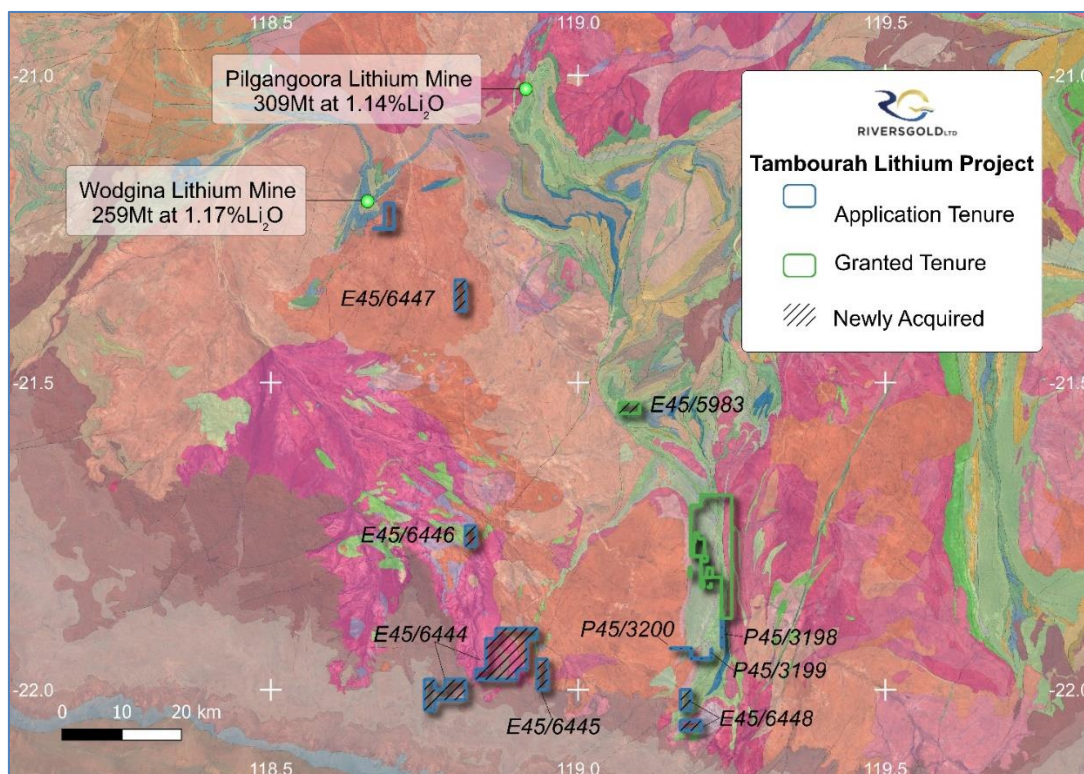 118.5
119.0
119.5
-21.0
-21.0
Pilgangoora Lithium Mine
309Mt at 1.14%Li₂O
Wodgina Lithium Mine
259Mt at 1.17%Li₂O
RIVERSGOLD LTD
Tambourah Lithium Project
Application Tenure
Granted Tenure
Newly Acquired
E45/6447
-21.5
-21.5
E45/5983
E45/6446
E45/6444
P45/3200
P45/3198
P45/3199
-22.0
-22.0
E45/6445
E45/6448
0 10 20 km
118.5
119.0
119.5